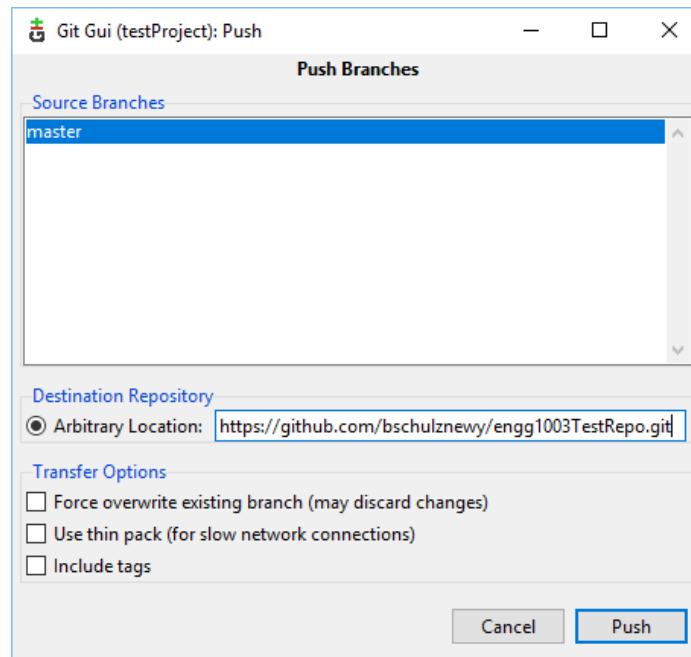 Git Gui (testProject): Push
Push Branches
Source Branches
master
Destination Repository
Arbitrary Location: https://github.com/bschulznewy/engg1003TestRepo.git
Transfer Options
Force overwrite existing branch (may discard changes)
Use thin pack (for slow network connections)
Include tags
Cancel Push